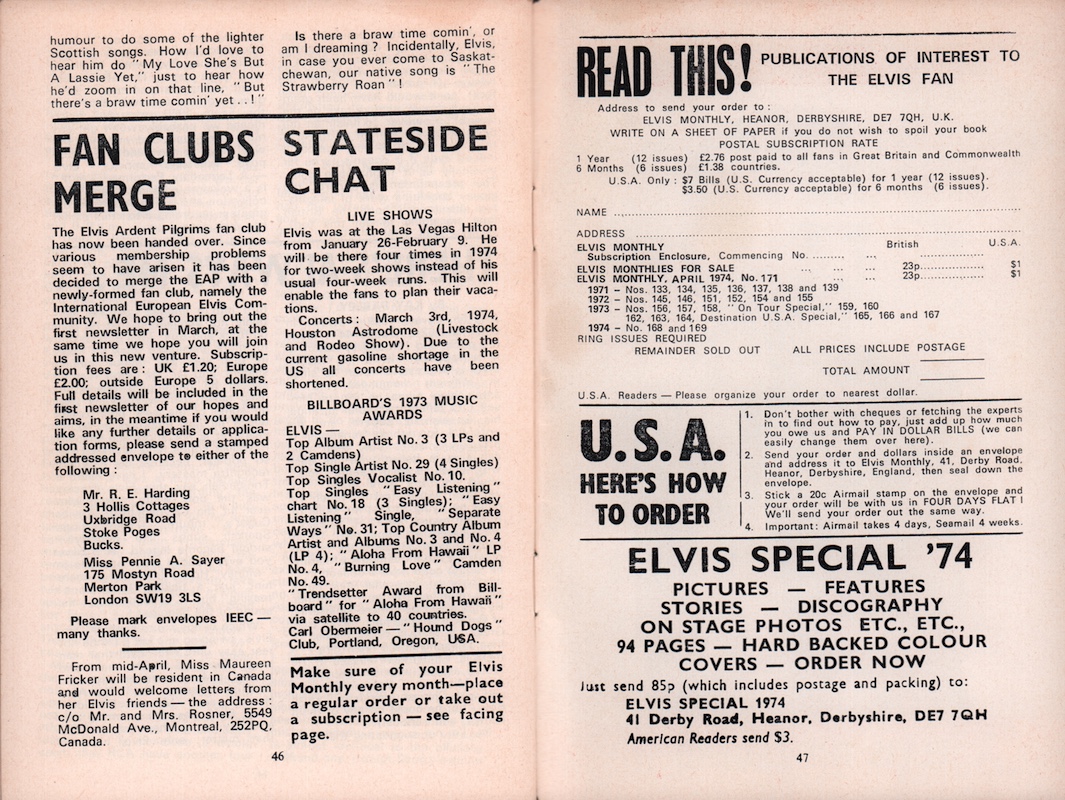 humour to do some of the lighter
Scottish songs. How I'd love to
hear him do "My Love She's But
A Lassie Yet," just to hear how
he'd zoom in on that line, "But
there's a braw time comin' yet . . !"
Is there a braw time comin', or
am I dreaming ? Incidentally, Elvis,
in case you ever come to Saskat-
chewan, our native song is "The
Strawberry Roan" !
FAN CLUBS
MERGE
The Elvis Ardent Pilgrims fan club
has now been handed over. Since
various membership problems
seem to have arisen it has been
decided to merge the EAP with a
newly-formed fan club, namely the
International European Elvis Com-
munity. We hope to bring out the
first newsletter in March, at the
same time we hope you will join
us in this new venture. Subscrip-
tion fees are : UK £1.20; Europe
£2.00; outside Europe 5 dollars.
Full details will be included in the
first newsletter of our hopes and
aims, in the meantime if you would
like any further details or applica-
tion forms, please send a stamped
addressed envelope to either of the
following :
Mr. R. E. Harding
3 Hollis Cottages
Uxbridge Road
Stoke Poges
Bucks.
Miss Pennie A. Sayer
175 Mostyn Road
Merton Park
London SW19 3LS
Please mark envelopes IEEC —
many thanks.
From mid-April, Miss Maureen
Fricker will be resident in Canada
and would welcome letters from
her Elvis friends — the address :
c/o Mr. and Mrs. Rosner, 5549
McDonald Ave., Montreal, 252PQ,
Canada.
STATESIDE
CHAT
LIVE SHOWS
Elvis was at the Las Vegas Hilton
from January 26-February 9. He
will be there four times in 1974
for two-week shows instead of his
usual four-week runs. This will
enable the fans to plan their vaca-
tions.
Concerts : March 3rd, 1974,
Houston Astrodome (Livestock
and Rodeo Show). Due to the
current gasoline shortage in the
US all concerts have been
shortened.
BILLBOARD'S 1973 MUSIC
AWARDS
ELVIS —
Top Album Artist No. 3 (3 LPs and
2 Camdens)
Top Single Artist No. 29 (4 Singles)
Top Singles Vocalist No. 10.
Top Singles "Easy Listening"
chart No. 18 (3 Singles); "Easy
Listening" Single, "Separate
Ways" No. 31; Top Country Album
Artist and Albums No. 3 and No. 4
(LP 4); "Aloha From Hawaii" LP
No. 4, "Burning Love" Camden
No. 49.
"Trendsetter Award from Bill-
board" for "Aloha From Hawaii"
via satellite to 40 countries.
Carl Obermeier — "Hound Dogs"
Club, Portland, Oregon, USA.
Make sure of your Elvis
Monthly every month—place
a regular order or take out
a subscription — see facing
page.
46
READ THIS!
PUBLICATIONS OF INTEREST TO
THE ELVIS FAN
Address to send your order to :
ELVIS MONTHLY, HEANOR, DERBYSHIRE, DE7 7QH, U.K.
WRITE ON A SHEET OF PAPER if you do not wish to spoil your book
POSTAL SUBSCRIPTION RATE
1 Year (12 issues) £2.76 post paid to all fans in Great Britain and Commonwealth
6 Months (6 issues) £1.38 countries.
U.S.A. Only : $7 Bills (U.S. Currency acceptable) for 1 year (12 issues).
$3.50 (U.S. Currency acceptable) for 6 months (6 issues).
NAME
ADDRESS
ELVIS MONTHLY British U.S.A.
Subscription Enclosure, Commencing No. ......... ... ...
ELVIS MONTHLIES FOR SALE ... ... ... 23p ... $1
ELVIS MONTHLY, APRIL 1974, No. 171 ... ... 23p ... $1
1971 – Nos. 133, 134, 135, 136, 137, 138 and 139
1972 – Nos. 145, 146, 151, 152, 154 and 155
1973 – Nos. 156, 157, 158, "On Tour Special," 159, 160
162, 163, 164, Destination U.S.A. Special," 165, 166 and 167
1974 – No. 168 and 169
RING ISSUES REQUIRED
REMAINDER SOLD OUT ALL PRICES INCLUDE POSTAGE
TOTAL AMOUNT
U.S.A. Readers — Please organize your order to nearest dollar.
U.S.A.
HERE'S HOW
TO ORDER
1. Don't bother with cheques or fetching the experts
in to find out how to pay, just add up how much
you owe us and PAY IN DOLLAR BILLS (we can
easily change them over here).
2. Send your order and dollars inside an envelope
and address it to Elvis Monthly, 41, Derby Road,
Heanor, Derbyshire, England, then seal down the
envelope.
3. Stick a 20c Airmail stamp on the envelope and
your order will be with us in FOUR DAYS FLAT !
We'll send your order out the same way.
4. Important: Airmail takes 4 days, Seamail 4 weeks.
ELVIS SPECIAL '74
PICTURES — FEATURES
STORIES — DISCOGRAPHY
ON STAGE PHOTOS ETC., ETC.,
94 PAGES — HARD BACKED COLOUR
COVERS — ORDER NOW
Just send 85p (which includes postage and packing) to:
ELVIS SPECIAL 1974
41 Derby Road, Heanor, Derbyshire, DE7 7QH
American Readers send $3.
47